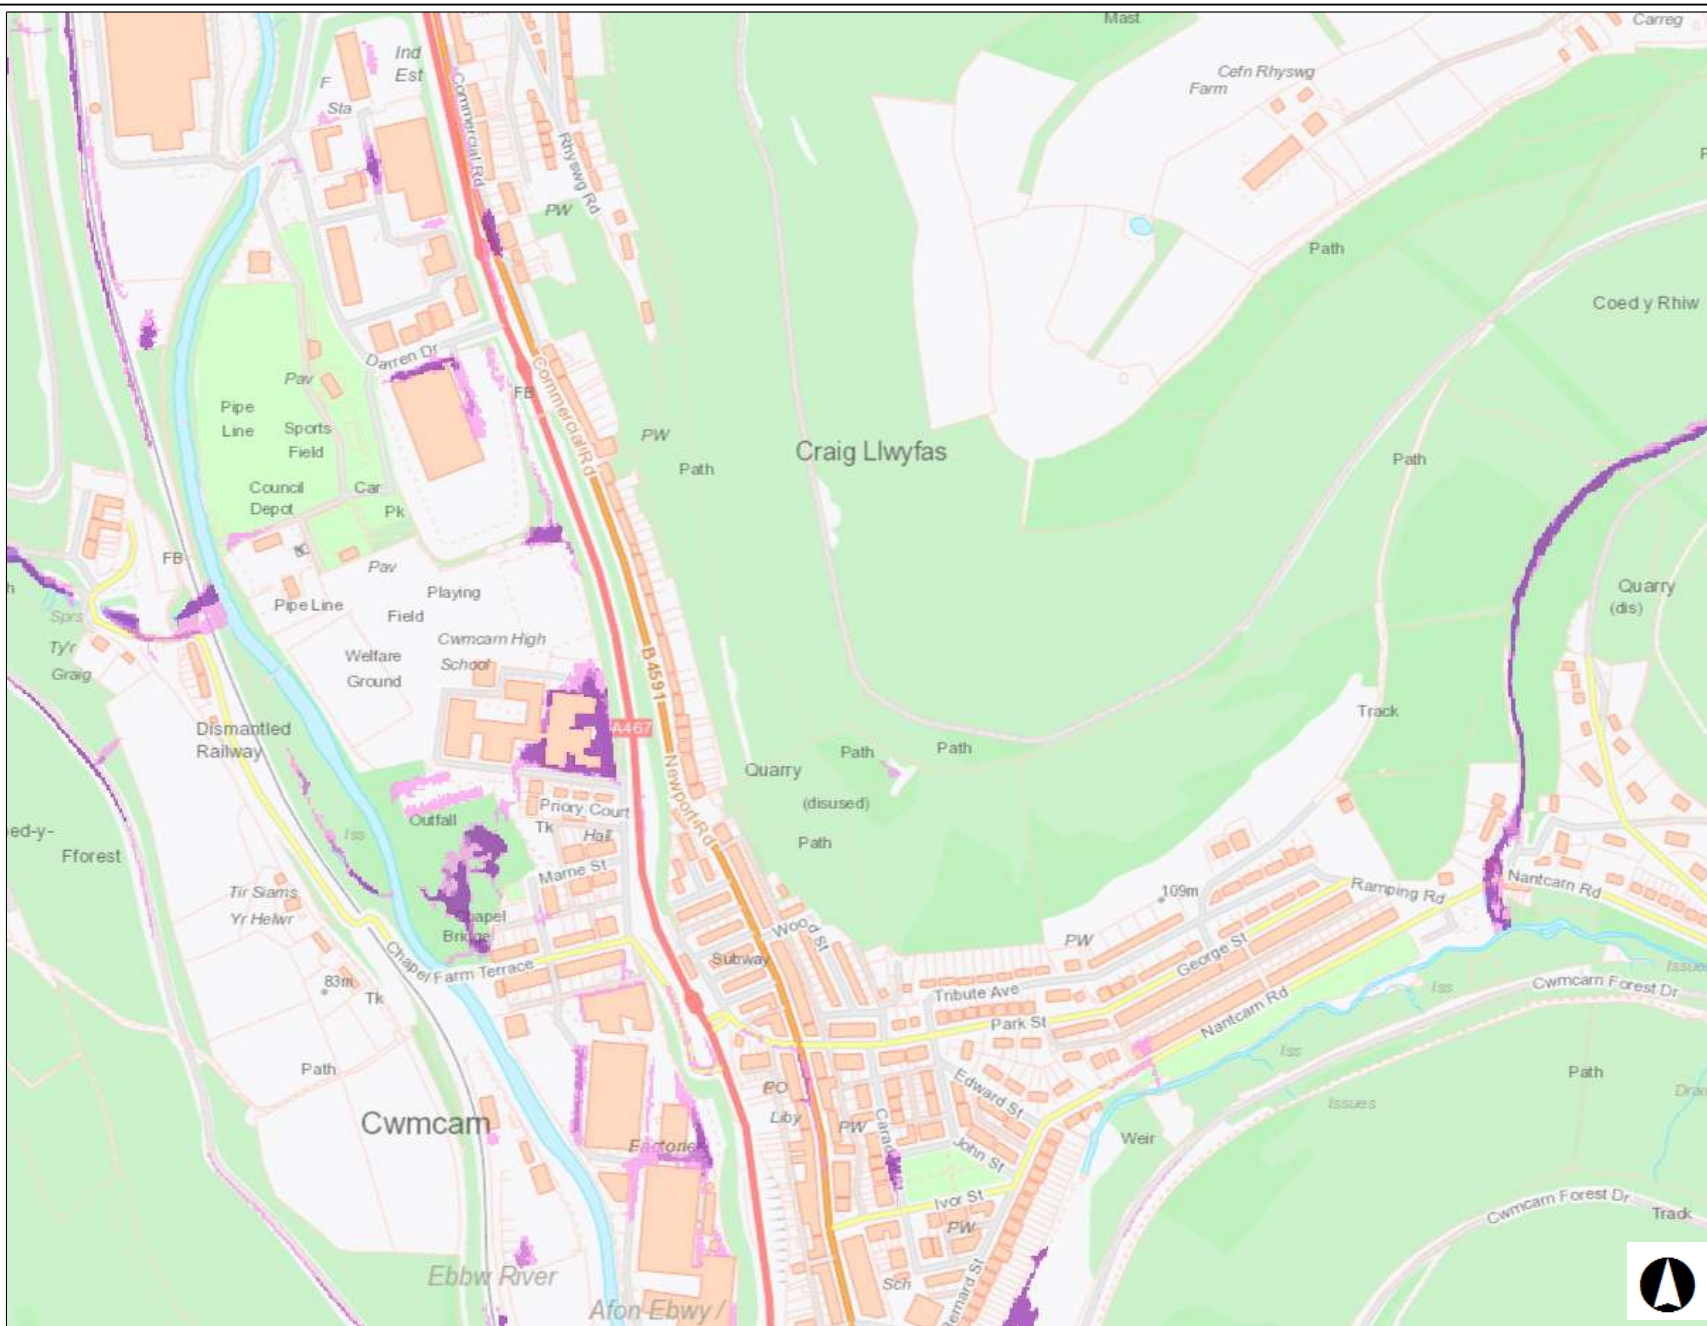 Mast
Carreg
Ind
Est
Cefn Rhyswg
Farm
F
Sta
Commercial Rd
Rhyswg Rd
PW
Path
Coed y Rhiw
Darren Dr
Pav
FB
Commercial Rd
Pipe
Line
Sports
Field
PW
Path
Craig Llwyfas
Path
Council
Depot
Car
Pk
FB
Pav
Playing
Field
Pipe Line
Quarry
(dis)
Sprs
Ty'r
Graig
Cwmcarn High
School
Welfare
Ground
B4591
A467
Dismantled
Railway
Track
Newport Rd
Path
Path
Quarry
(disused)
Path
Priory Court
Tk
Hall
Outfall
Iss
ed-y-
Fforest
Marne St
Tir Siams
Yr Helwr
Chapel
Bridge
Chapel Farm Terrace
109m
Ramping Rd
Nantcarn Rd
Wood St
Subway
PW
George St
83m
Tk
Tribute Ave
Park St
Nantcarn Rd
Iss
Cwmcarn Forest Dr
Iss
Path
Path
Cwmcarn
PO
Liby
PW
Edward St
John St
Issues
Weir
Factories
Ivor St
PW
Cwmcarn Forest Dr
Track
Ebbw River
Afon Ebwy /
Sch
Bernard St